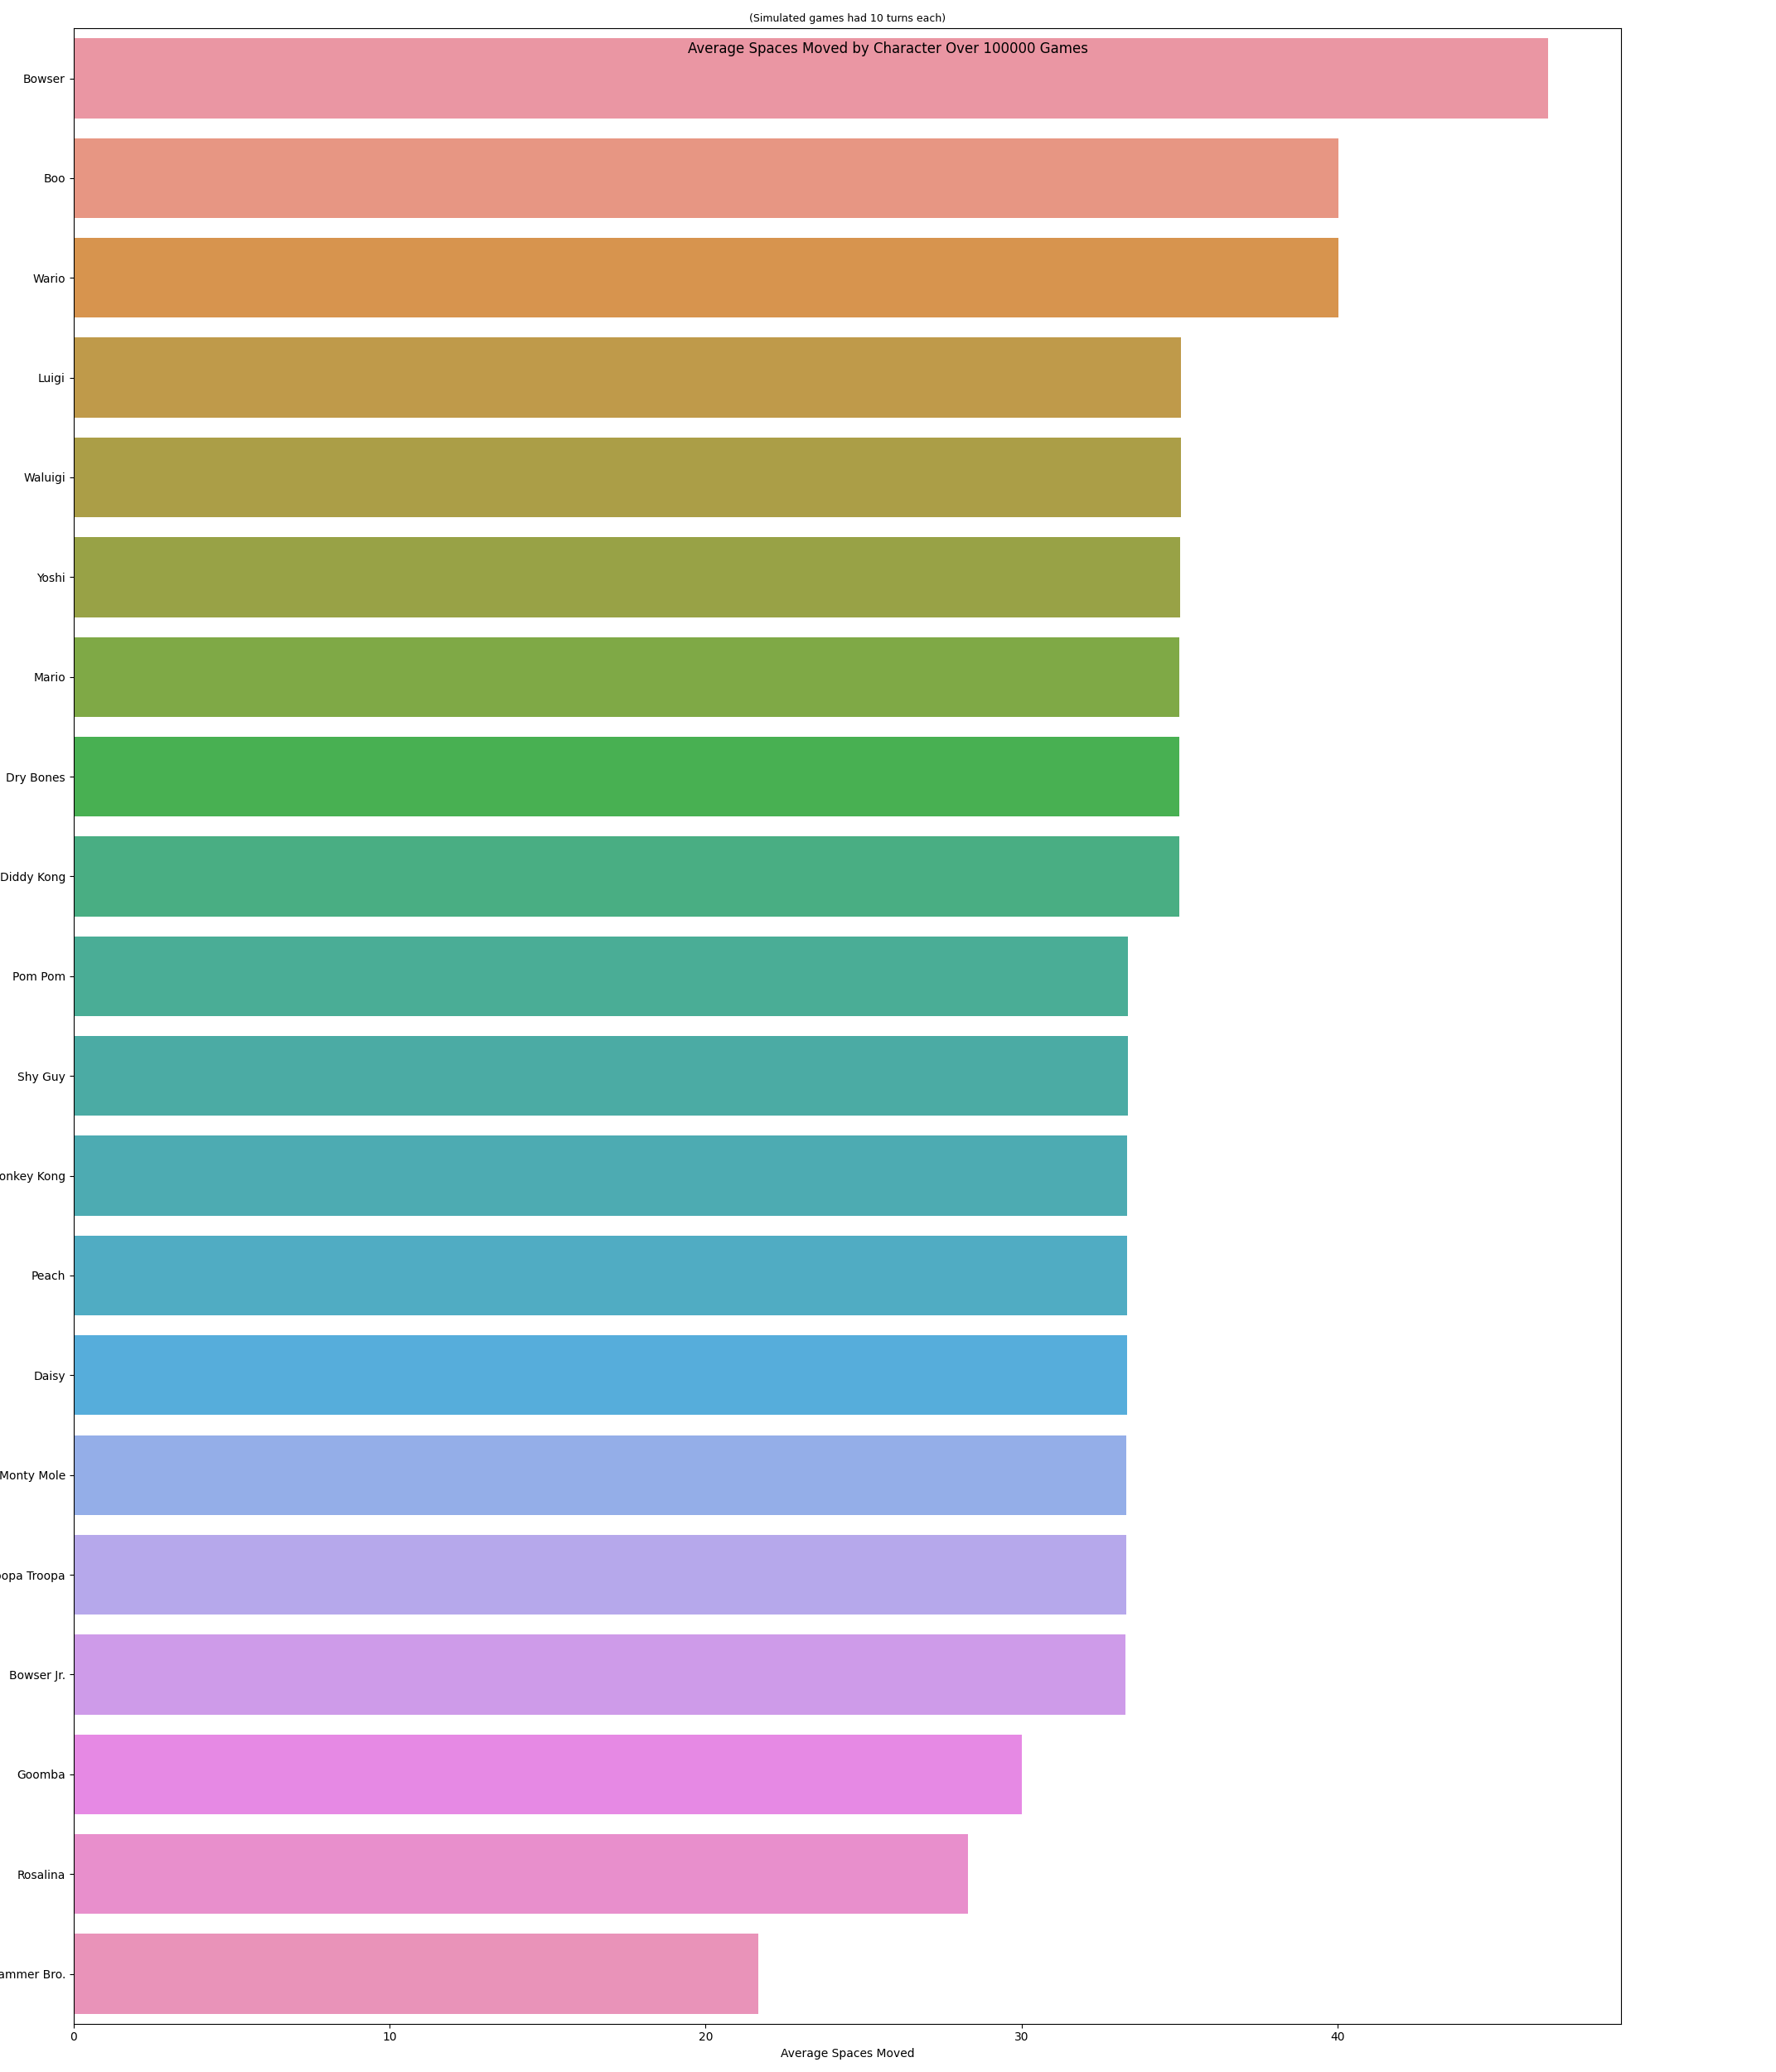 (Simulated games had 10 turns each)
Average Spaces Moved by Character Over 100000 Games
Bowser
Boo
Wario
Luigi
Waluigi
Yoshi
Mario
Dry Bones
Diddy Kong
Pom Pom
Shy Guy
onkey Kong
Peach
Daisy
Monty Mole
opa Troopa
Bowser Jr.
Goomba
Rosalina
ammer Bro.
0 10 20 30 40
Average Spaces Moved